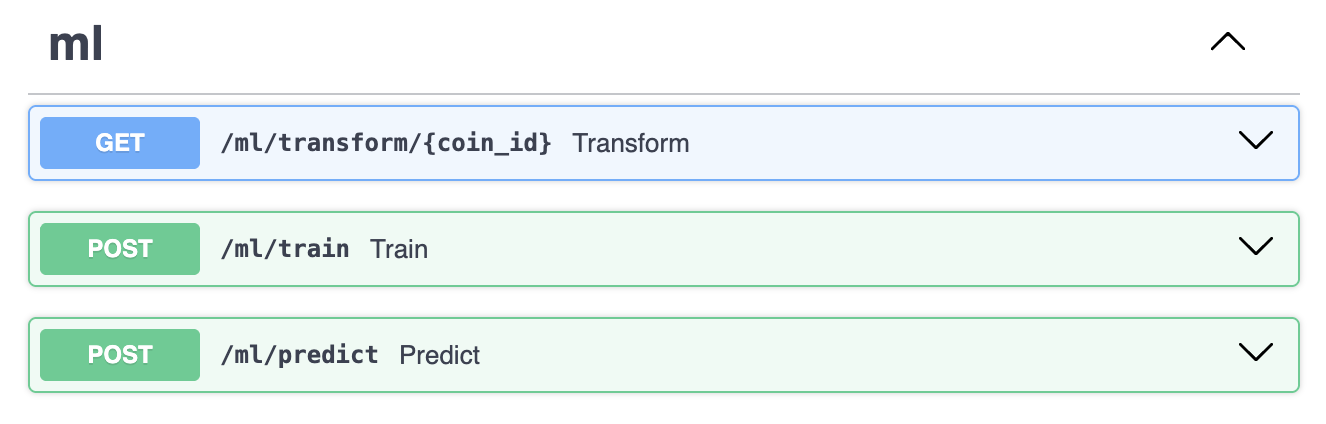 ml
GET /ml/transform/{coin_id} Transform
POST /ml/train Train
POST /ml/predict Predict